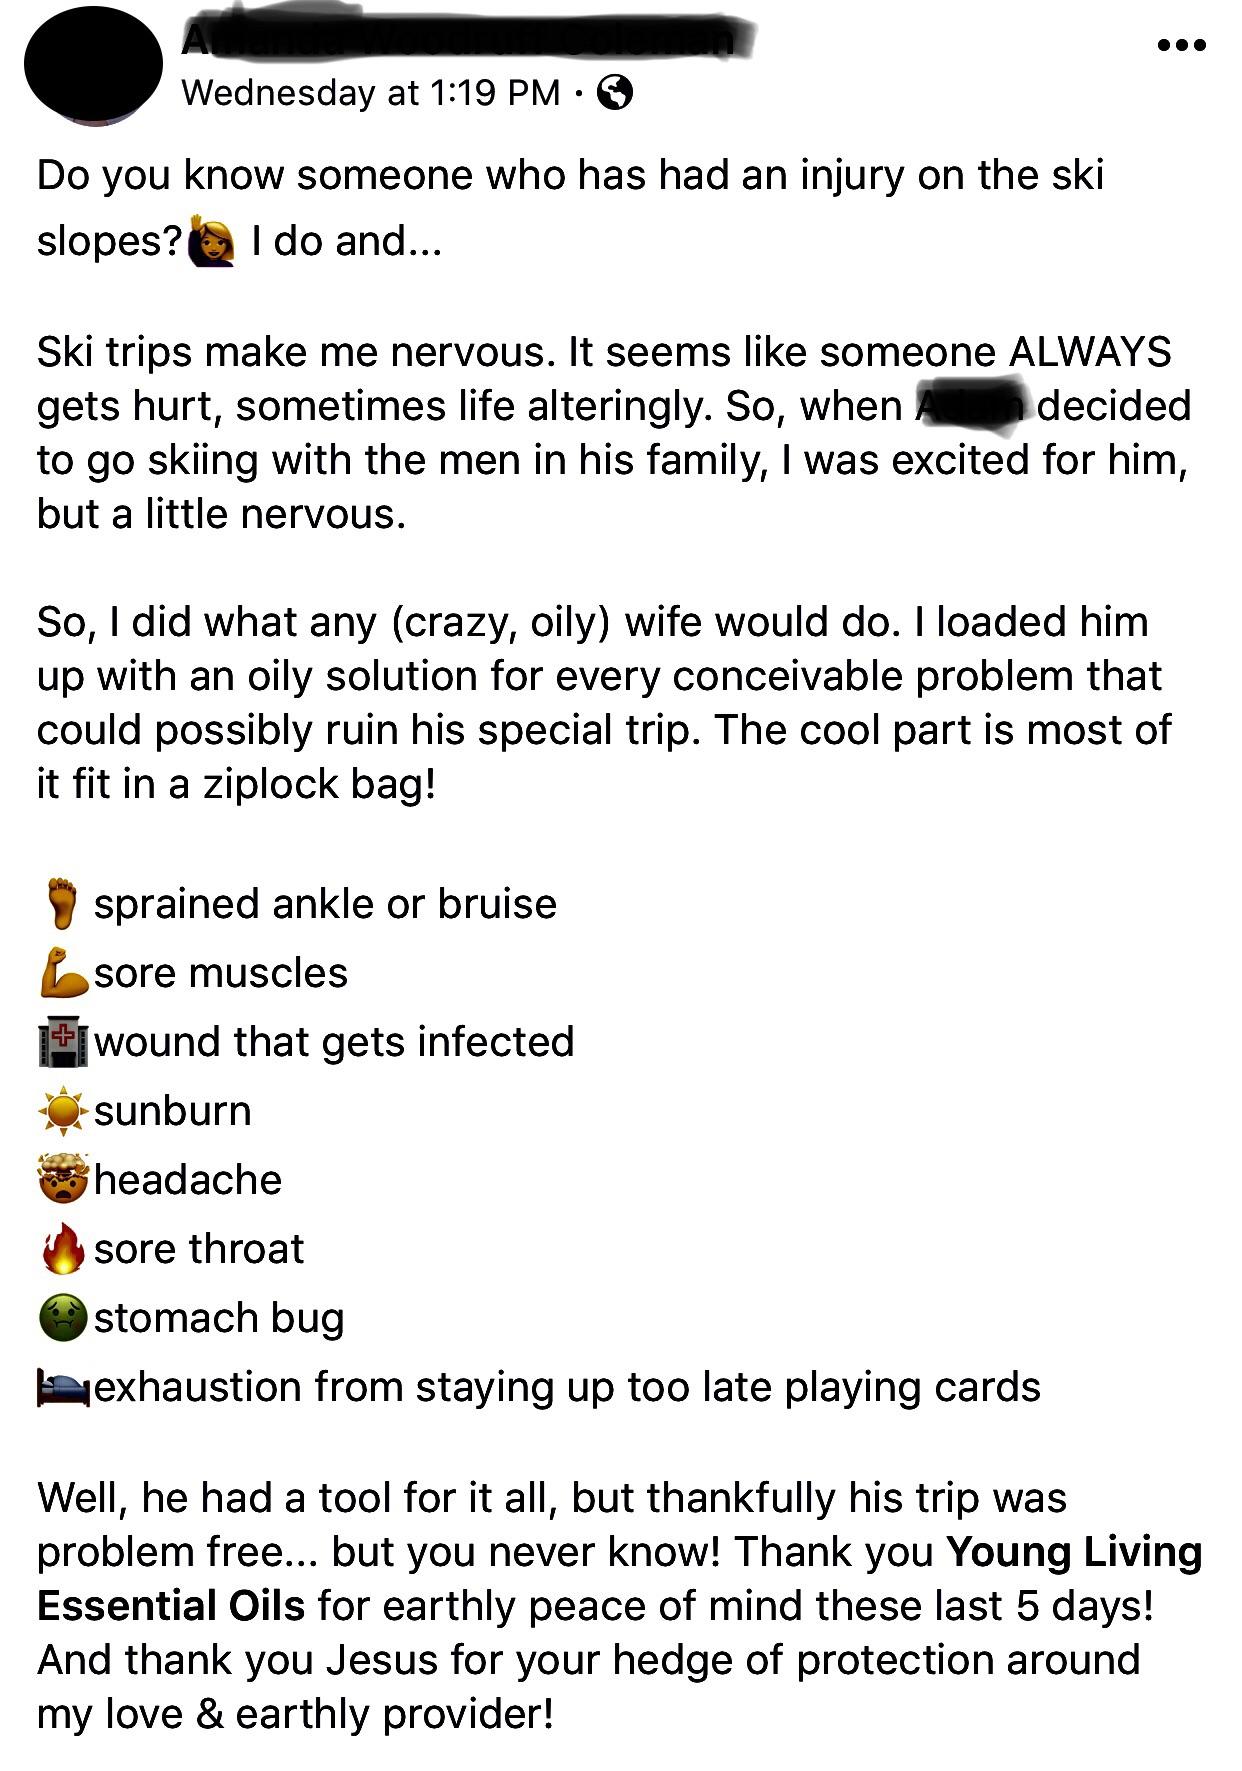 Wednesday at 1:19 PM ·
Do you know someone who has had an injury on the ski
slopes?🙋‍♀️ I do and...
Ski trips make me nervous. It seems like someone ALWAYS
gets hurt, sometimes life alteringly. So, when decided
to go skiing with the men in his family, I was excited for him,
but a little nervous.
So, I did what any (crazy, oily) wife would do. I loaded him
up with an oily solution for every conceivable problem that
could possibly ruin his special trip. The cool part is most of
it fit in a ziplock bag!
🦶sprained ankle or bruise
💪sore muscles
🏥wound that gets infected
☀️sunburn
🤯headache
🔥sore throat
🤢stomach bug
🛏exhaustion from staying up too late playing cards
Well, he had a tool for it all, but thankfully his trip was
problem free... but you never know! Thank you Young Living
Essential Oils for earthly peace of mind these last 5 days!
And thank you Jesus for your hedge of protection around
my love & earthly provider!